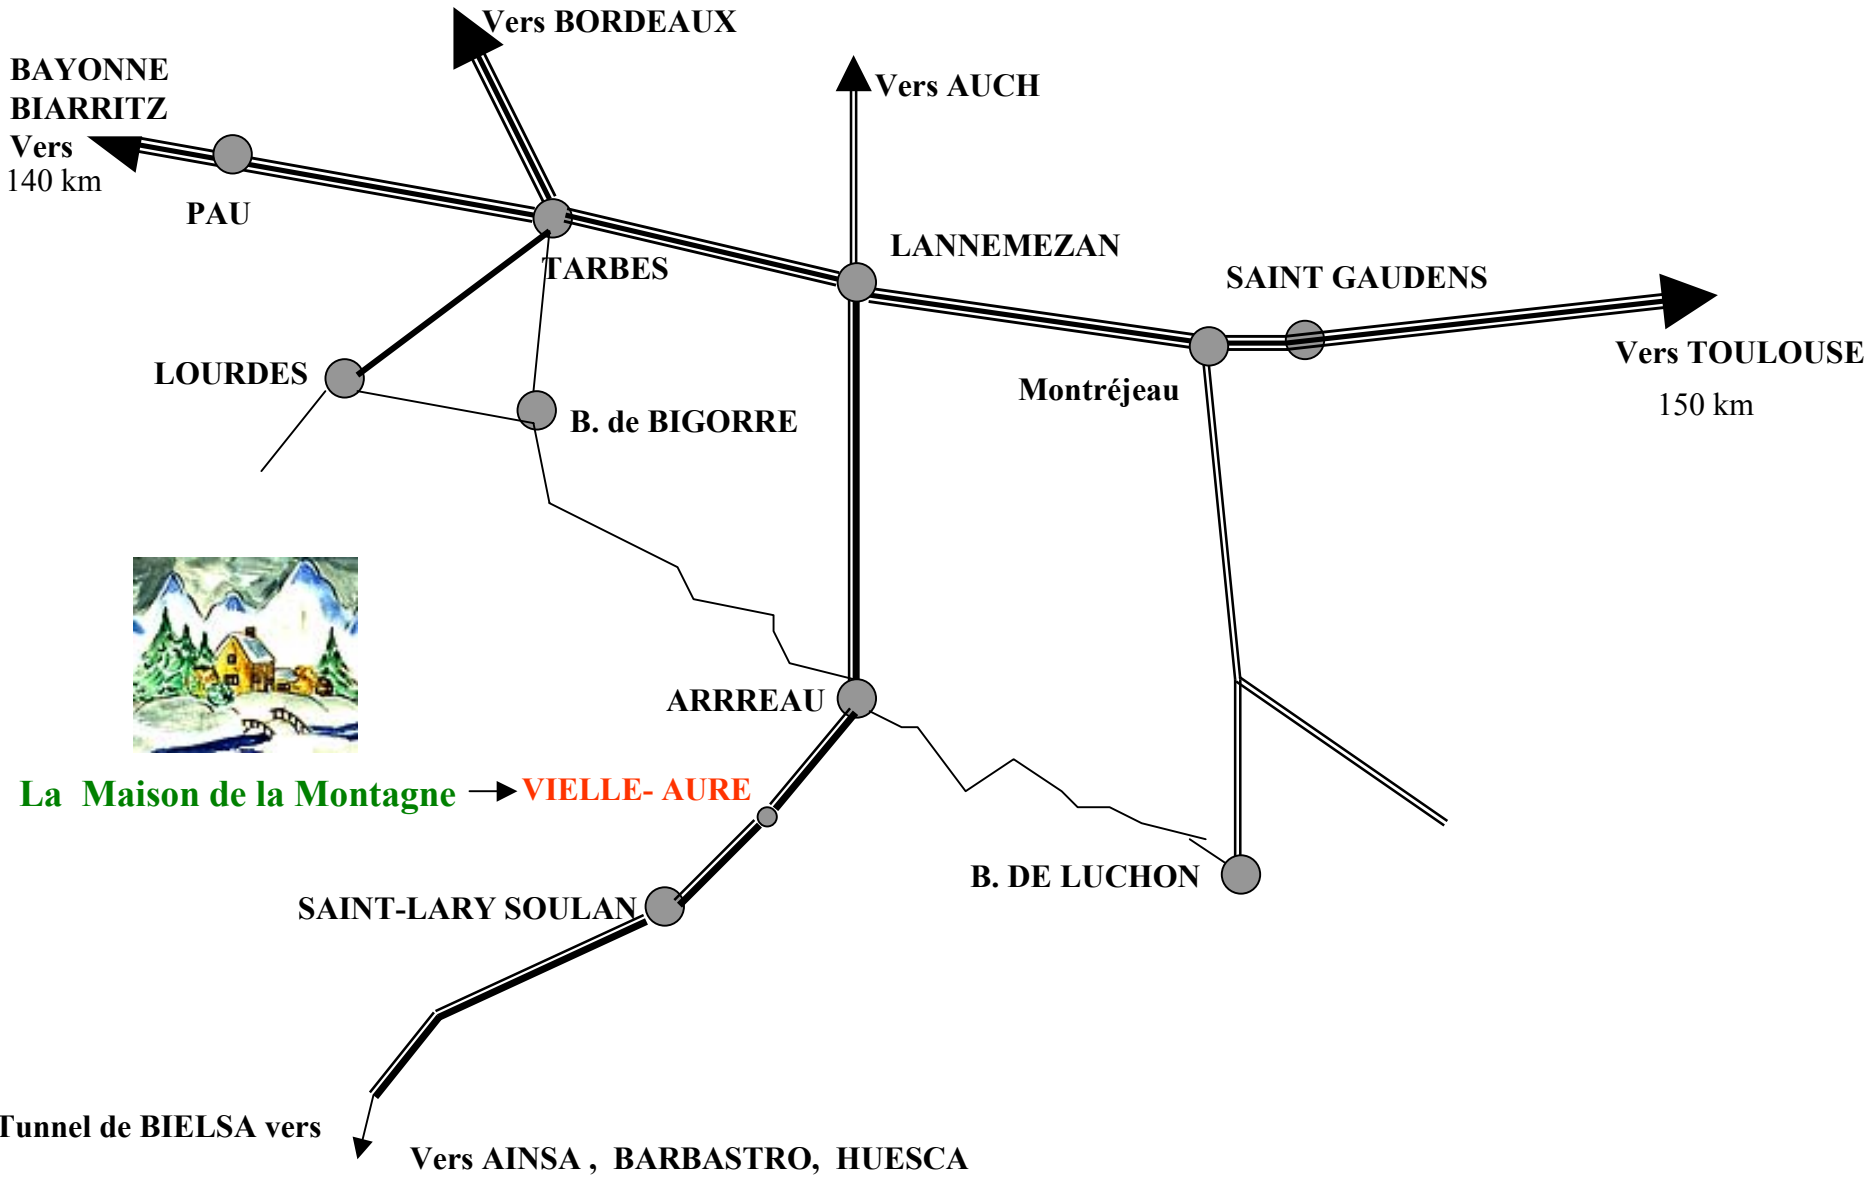 Vers BORDEAUX
BAYONNE
BIARRITZ
Vers
140 km
Vers AUCH
PAU
TARBES
LANNEMEZAN
SAINT GAUDENS
Vers TOULOUSE
150 km
LOURDES
Montréjeau
B. de BIGORRE
ARRREAU
La Maison de la Montagne
VIELLE- AURE
B. DE LUCHON
SAINT-LARY SOULAN
Tunnel de BIELSA vers
Vers AINSA , BARBASTRO, HUESCA